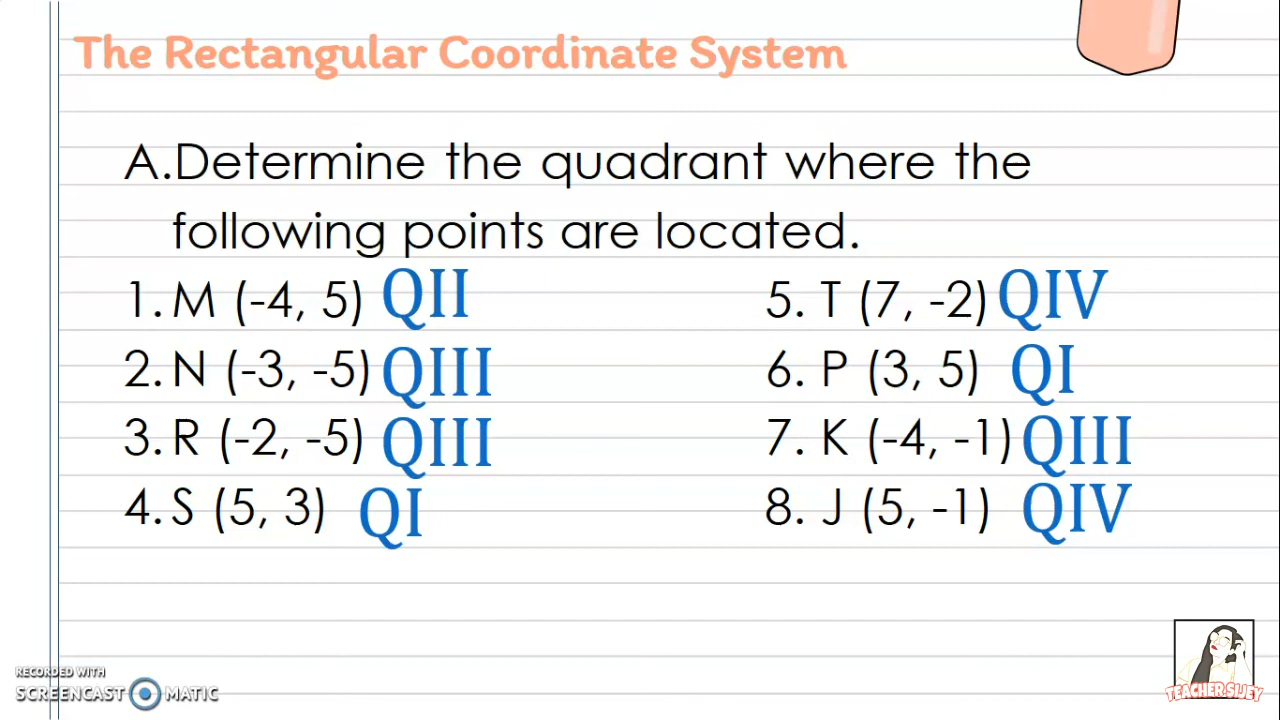 The Rectangular Coordinate System
A.Determine the quadrant where the
following points are located.
1. M (-4, 5) QII
2. N (-3, -5) QIII
3. R (-2, -5) QIII
4. S (5, 3) QI
5. T (7, -2) QIV
6. P (3, 5) QI
7. K (-4, -1) QIII
8. J (5, -1) QIV
RECORDED WITH
SCREENCAST MATIC
TEACHER SIJEY